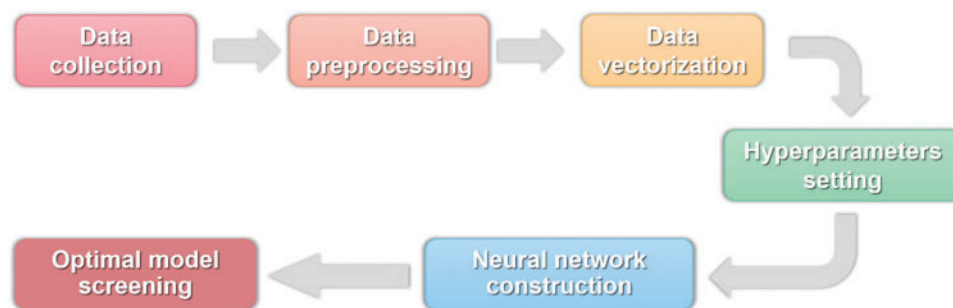 Data
collection
Data
preprocessing
Data
vectorization
Hyperparameters
setting
Neural network
construction
Optimal model
screening